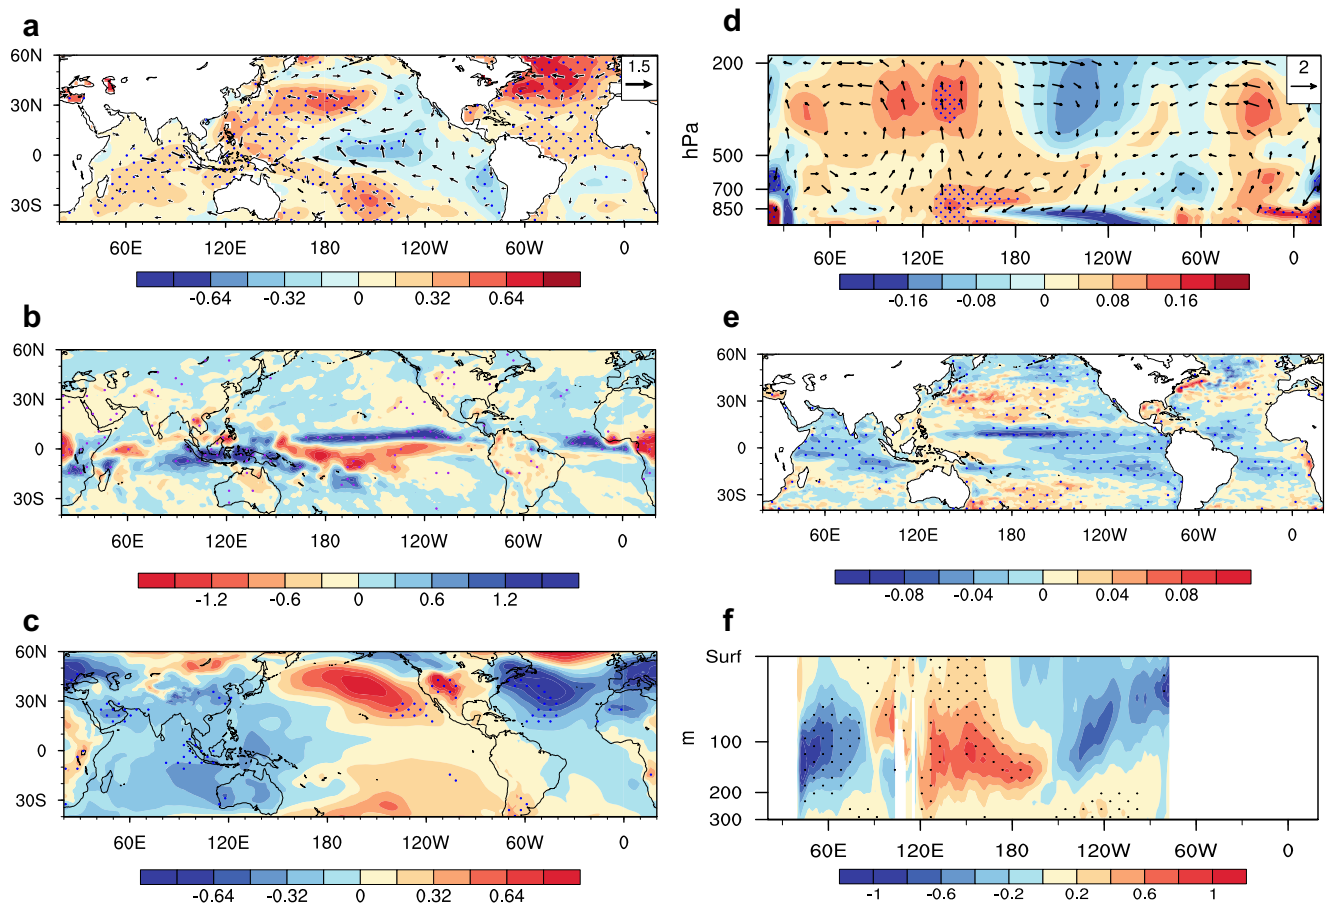 a
60N
30N
0
30S
1.5
60E 120E 180 120W 60W 0
-0.64 -0.32 0 0.32 0.64
b
60N
30N
0
30S
60E 120E 180 120W 60W 0
-1.2 -0.6 0 0.6 1.2
c
60N
30N
0
30S
60E 120E 180 120W 60W 0
-0.64 -0.32 0 0.32 0.64
d
hPa
200
500
700
850
2
60E 120E 180 120W 60W 0
-0.16 -0.08 0 0.08 0.16
e
60N
30N
0
30S
60E 120E 180 120W 60W 0
-0.08 -0.04 0 0.04 0.08
f
m
Surf
100
200
300
60E 120E 180 120W 60W 0
-1 -0.6 -0.2 0.2 0.6 1